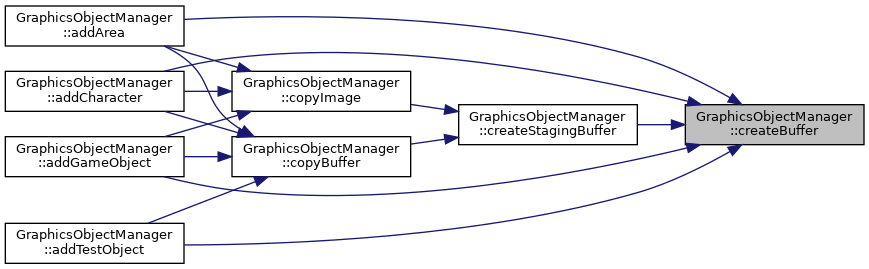 GraphicsObjectManager
::addArea
GraphicsObjectManager
::addCharacter
GraphicsObjectManager
::copyImage
GraphicsObjectManager
::createStagingBuffer
GraphicsObjectManager
::createBuffer
GraphicsObjectManager
::addGameObject
GraphicsObjectManager
::copyBuffer
GraphicsObjectManager
::addTestObject